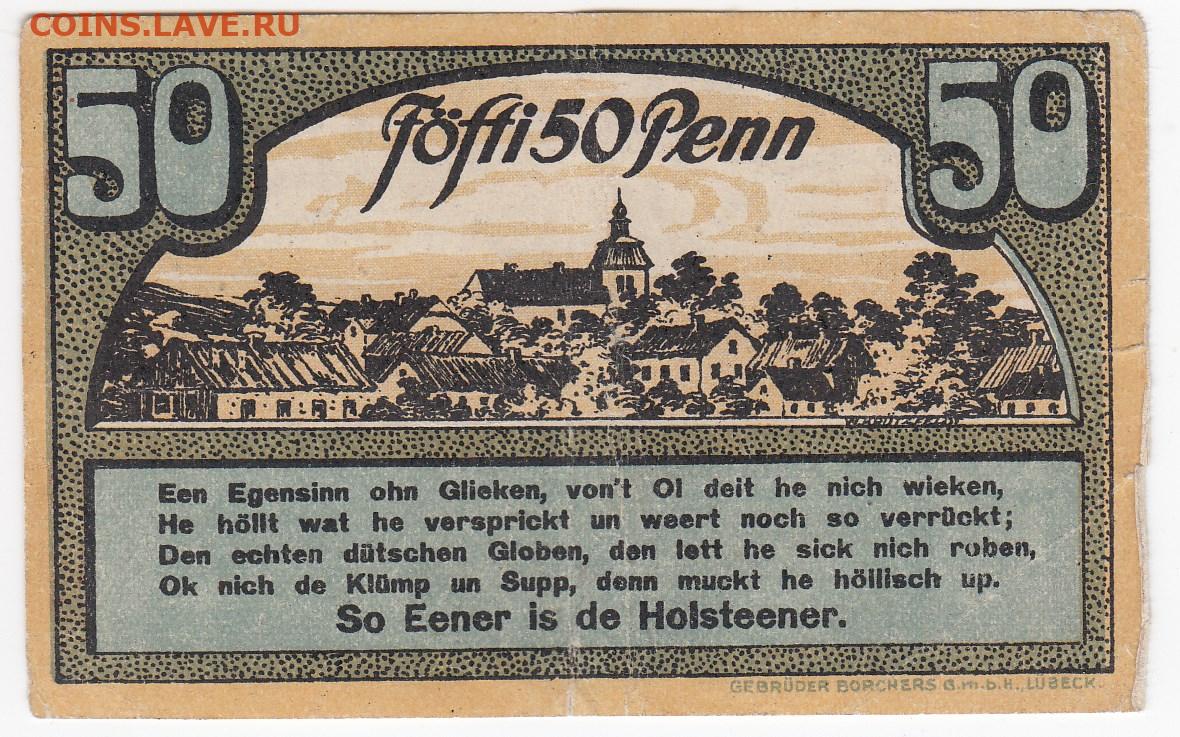 COINS.LAVE.RU
50
50
Föfti 50 Penn
Een Egensinn ohn Glieken, von't Ol deit he nich wieken,
He höllt wat he versprickt un weert noch so verrückt;
Den echten dütschen Globen, den lett he sick nich roben,
Ok nich de Klümp un Supp, denn muckt he höllisch up.
So Eener is de Holsteener.
GEBRÜDER BORCHERS G.m.b.H., LÜBECK.